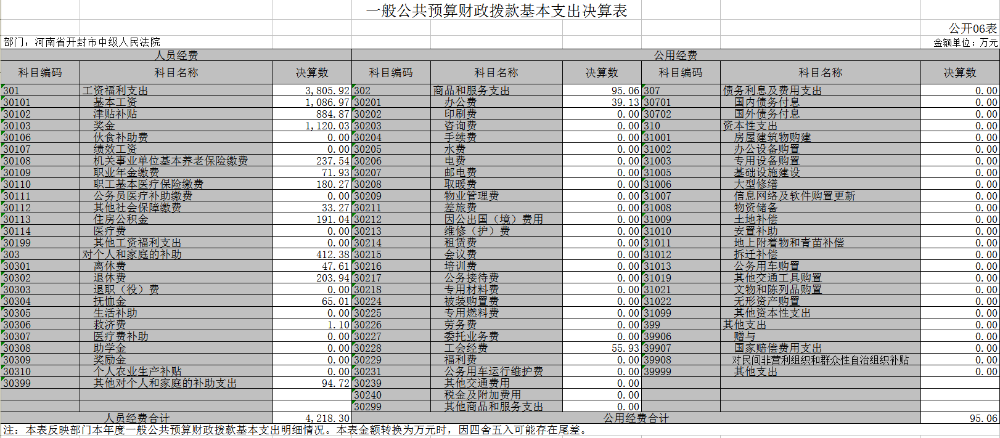 一般公共预算财政拨款基本支出决算表
公开06表
部门：河南省开封市中级人民法院 金额单位：万元
人员经费 公用经费
科目编码 科目名称 决算数 科目编码 科目名称 决算数 科目编码 科目名称 决算数
301 工资福利支出 3,805.92 302 商品和服务支出 95.06 307 债务利息及费用支出 0.00
30101 基本工资 1,086.97 30201 办公费 39.13 30701 国内债务付息 0.00
30102 津贴补贴 884.87 30202 印刷费 0.00 30702 国外债务付息 0.00
30103 奖金 1,120.03 30203 咨询费 0.00 310 资本性支出 0.00
30106 伙食补助费 0.00 30204 手续费 0.00 31001 房屋建筑物购建 0.00
30107 绩效工资 0.00 30205 水费 0.00 31002 办公设备购置 0.00
30108 机关事业单位基本养老保险缴费 237.54 30206 电费 0.00 31003 专用设备购置 0.00
30109 职业年金缴费 71.93 30207 邮电费 0.00 31005 基础设施建设 0.00
30110 职工基本医疗保险缴费 180.27 30208 取暖费 0.00 31006 大型修缮 0.00
30111 公务员医疗补助缴费 0.00 30209 物业管理费 0.00 31007 信息网络及软件购置更新 0.00
30112 其他社会保障缴费 33.27 30211 差旅费 0.00 31008 物资储备 0.00
30113 住房公积金 191.04 30212 因公出国（境）费用 0.00 31009 土地补偿 0.00
30114 医疗费 0.00 30213 维修（护）费 0.00 31010 安置补助 0.00
30199 其他工资福利支出 0.00 30214 租赁费 0.00 31011 地上附着物和青苗补偿 0.00
303 对个人和家庭的补助 412.38 30215 会议费 0.00 31012 拆迁补偿 0.00
30301 离休费 47.61 30216 培训费 0.00 31013 公务用车购置 0.00
30302 退休费 203.94 30217 公务接待费 0.00 31019 其他交通工具购置 0.00
30303 退职（役）费 0.00 30218 专用材料费 0.00 31021 文物和陈列品购置 0.00
30304 抚恤金 65.01 30224 被装购置费 0.00 31022 无形资产购置 0.00
30305 生活补助 0.00 30225 专用燃料费 0.00 31099 其他资本性支出 0.00
30306 救济费 1.10 30226 劳务费 0.00 399 其他支出 0.00
30307 医疗费补助 0.00 30227 委托业务费 0.00 39906 赠与 0.00
30308 助学金 0.00 30228 工会经费 55.93 39907 国家赔偿费用支出 0.00
30309 奖励金 0.00 30229 福利费 0.00 39908 对民间非营利组织和群众性自治组织补贴 0.00
30310 个人农业生产补贴 0.00 30231 公务用车运行维护费 0.00 39999 其他支出 0.00
30399 其他对个人和家庭的补助支出 94.72 30239 其他交通费用 0.00
30240 税金及附加费用 0.00
30299 其他商品和服务支出 0.00
人员经费合计 4,218.30 公用经费合计 95.06
注：本表反映部门本年度一般公共预算财政拨款基本支出明细情况。本表金额转换为万元时，因四舍五入可能存在尾差。